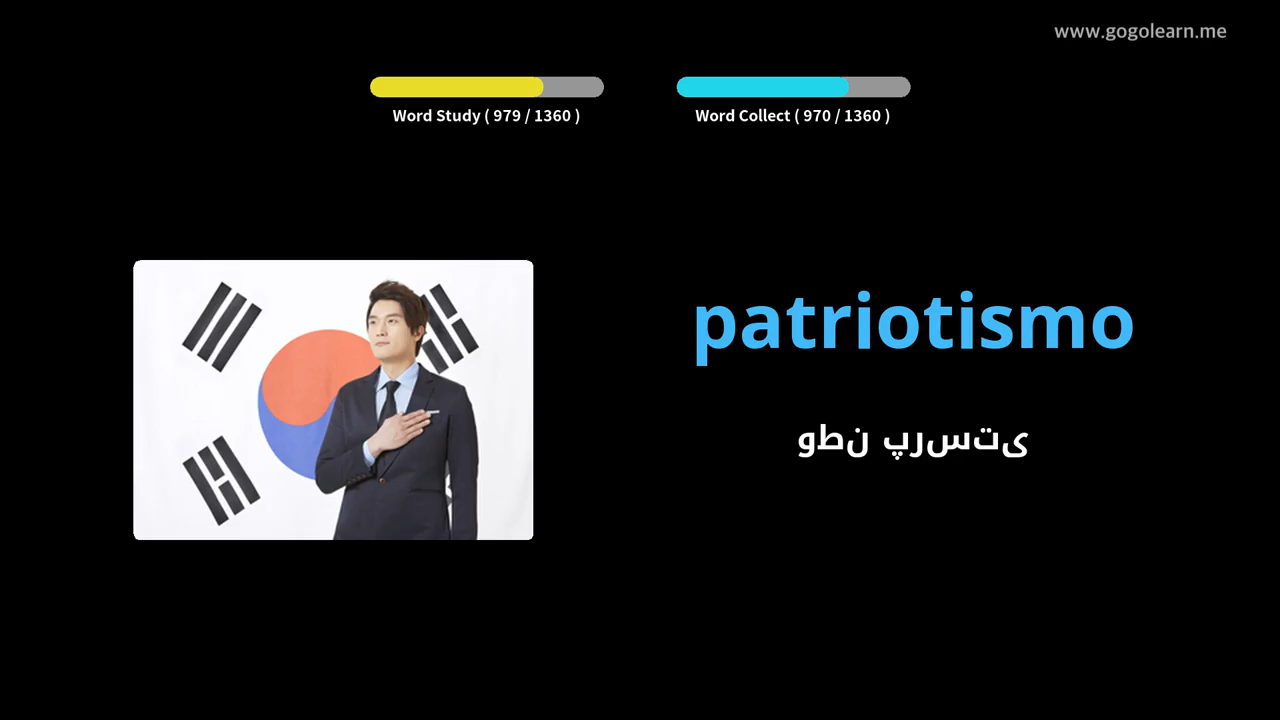 www.gogolearn.me
Word Study ( 979 / 1360 )
Word Collect ( 970 / 1360 )
patriotismo
وطن پرستی